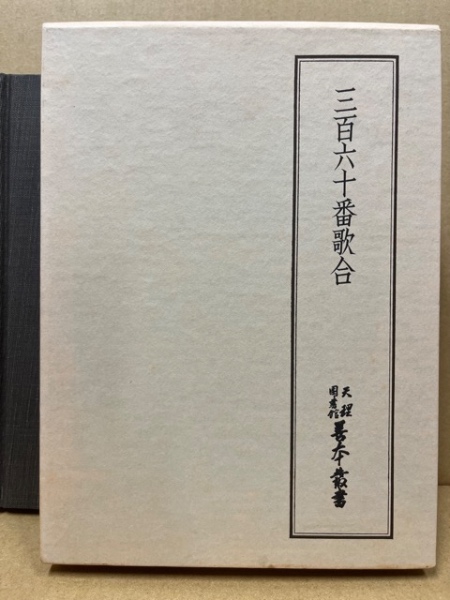 三百六十番歌合
天理
図書館
善本叢書